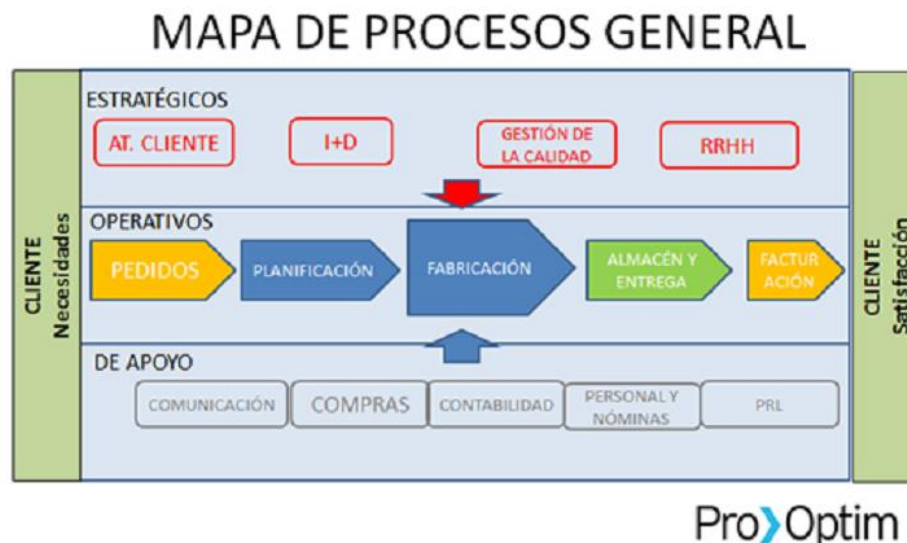 MAPA DE PROCESOS GENERAL
CLIENTE
Necesidades
ESTRATÉGICOS
AT. CLIENTE
I+D
GESTIÓN DE
LA CALIDAD
RRHH
OPERATIVOS
PEDIDOS
PLANIFICACIÓN
FABRICACIÓN
ALMACÉN Y
ENTREGA
FACTUR
ACIÓN
DE APOYO
COMUNICACIÓN
COMPRAS
CONTABILIDAD
PERSONAL Y
NÓMINAS
PRL
CLIENTE
Satisfacción
Pro Optim